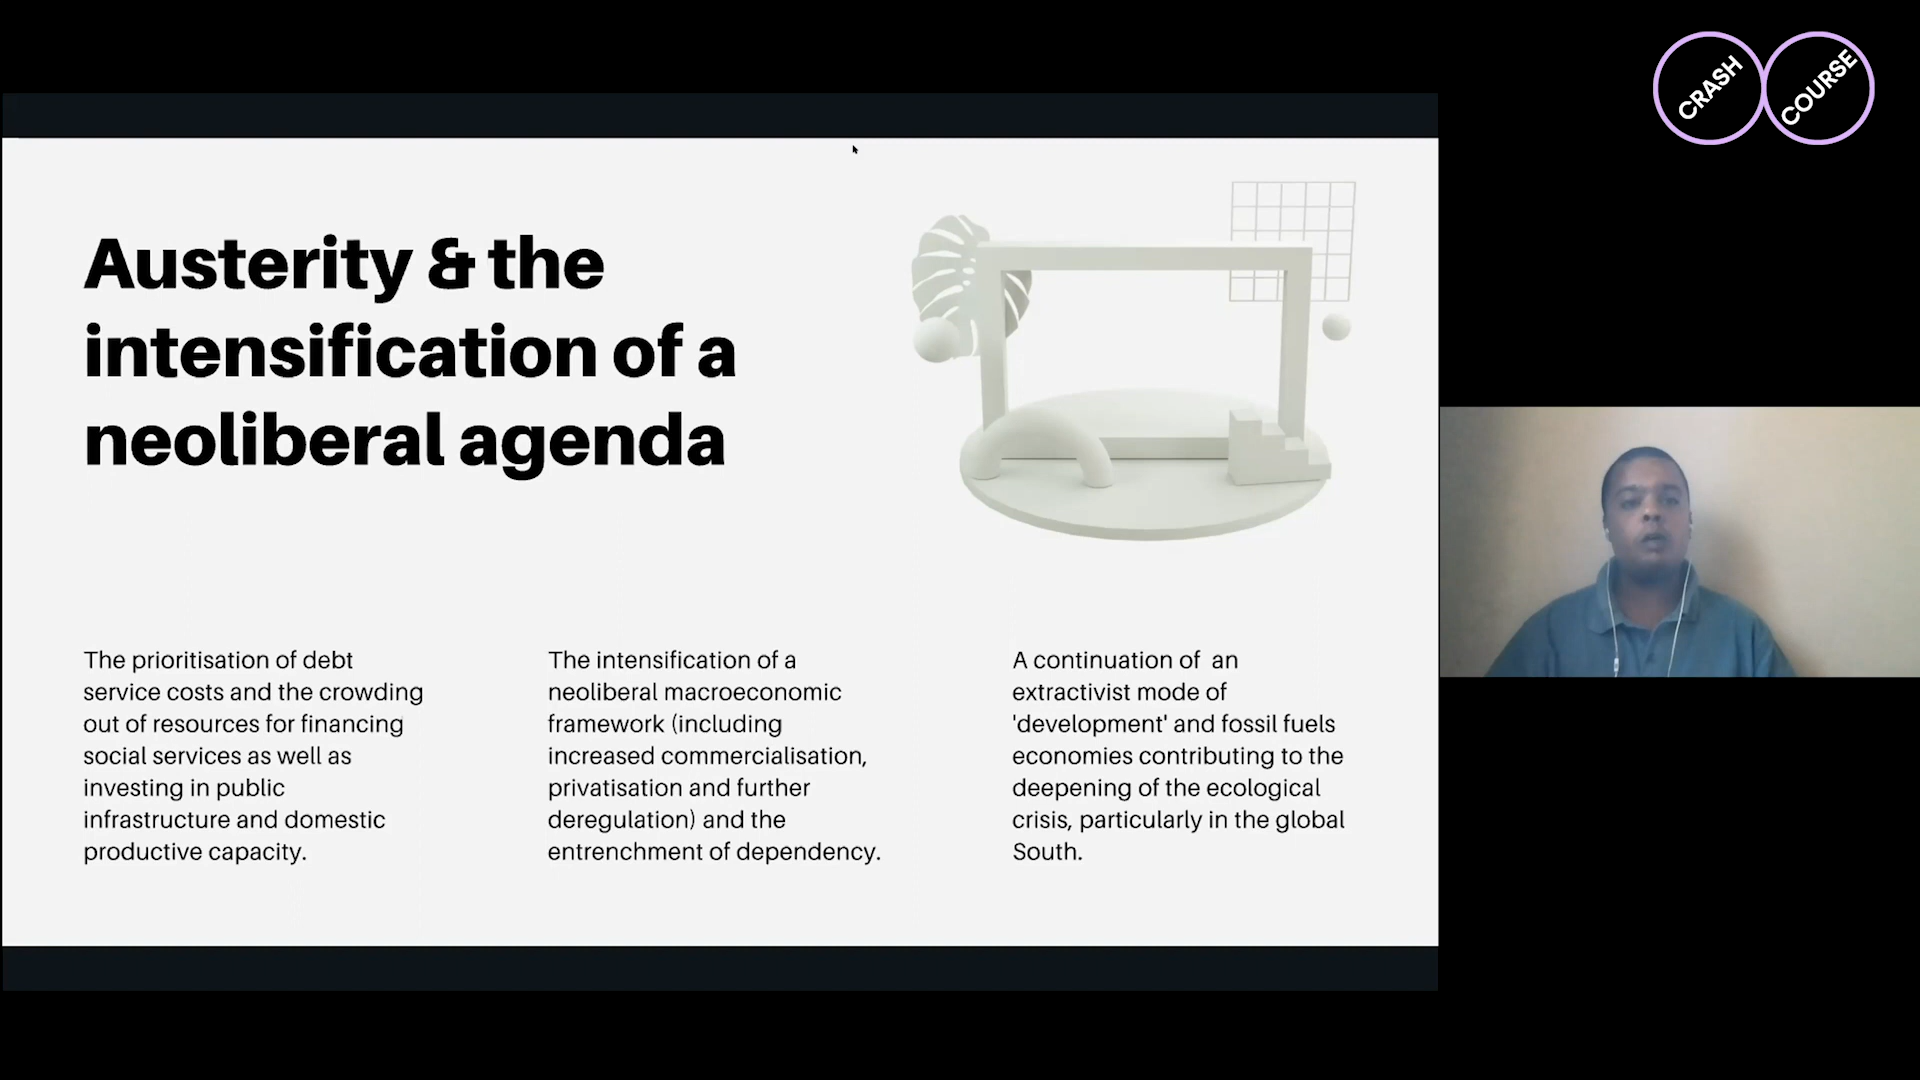 CRASH COURSE
Austerity & the
intensification of a
neoliberal agenda
The prioritisation of debt
service costs and the crowding
out of resources for financing
social services as well as
investing in public
infrastructure and domestic
productive capacity.
The intensification of a
neoliberal macroeconomic
framework (including
increased commercialisation,
privatisation and further
deregulation) and the
entrenchment of dependency.
A continuation of  an
extractivist mode of
'development' and fossil fuels
economies contributing to the
deepening of the ecological
crisis, particularly in the global
South.